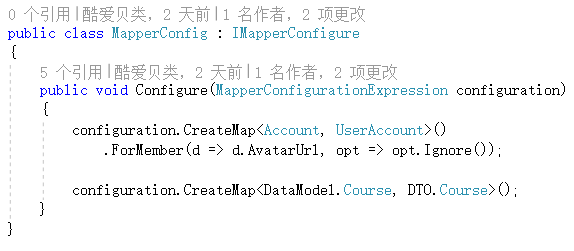 0 个引用|酷爱贝类，2 天前|1 名作者，2 项更改
public class MapperConfig : IMapperConfigure
{
5 个引用|酷爱贝类，2 天前|1 名作者，2 项更改
public void Configure(MapperConfigurationExpression configuration)
{
configuration.CreateMap<Account, UserAccount>()
.ForMember(d => d.AvatarUrl, opt => opt.Ignore());
configuration.CreateMap<DataModel.Course, DTO.Course>();
}
}